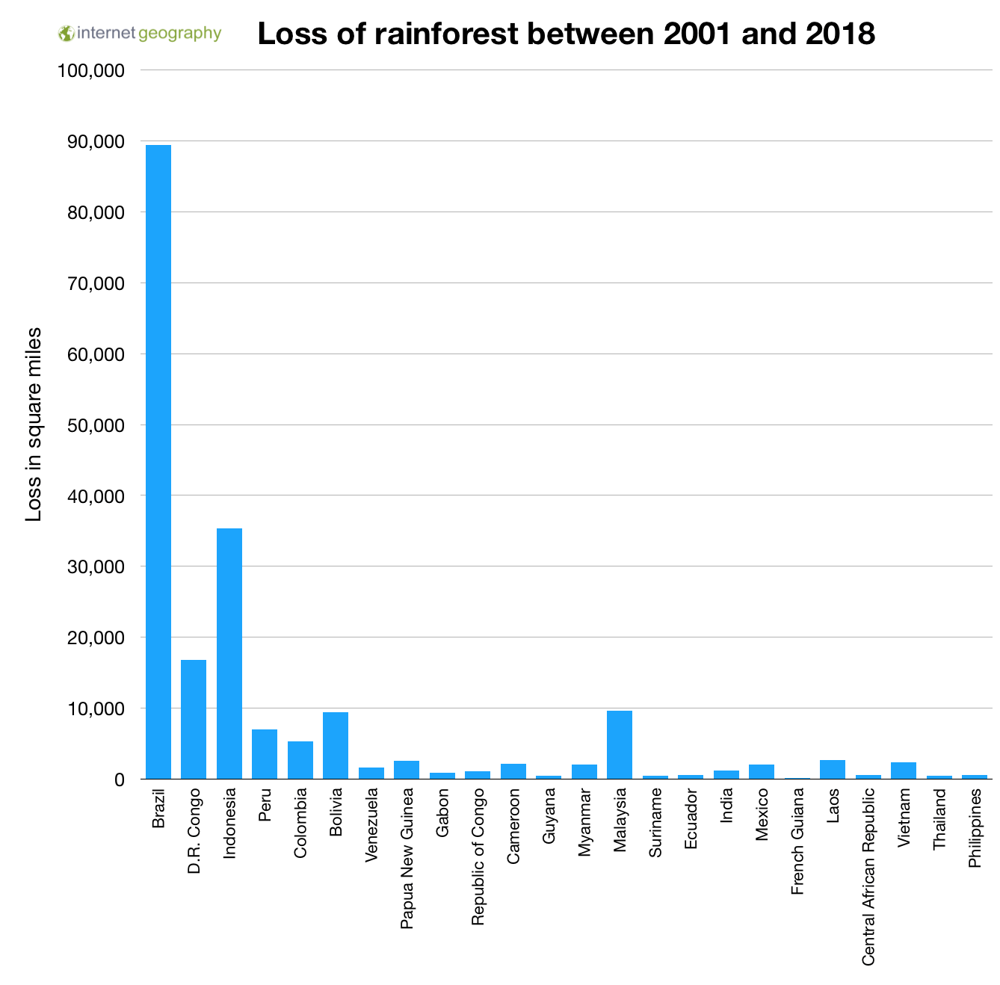 internetgeography
Loss of rainforest between 2001 and 2018
100,000
90,000
80,000
70,000
60,000
50,000
40,000
30,000
20,000
10,000
0
Loss in square miles
Brazil
D.R. Congo
Indonesia
Peru
Colombia
Bolivia
Venezuela
Papua New Guinea
Gabon
Republic of Congo
Cameroon
Guyana
Myanmar
Malaysia
Suriname
Ecuador
India
Mexico
French Guiana
Laos
Central African Republic
Vietnam
Thailand
Philippines